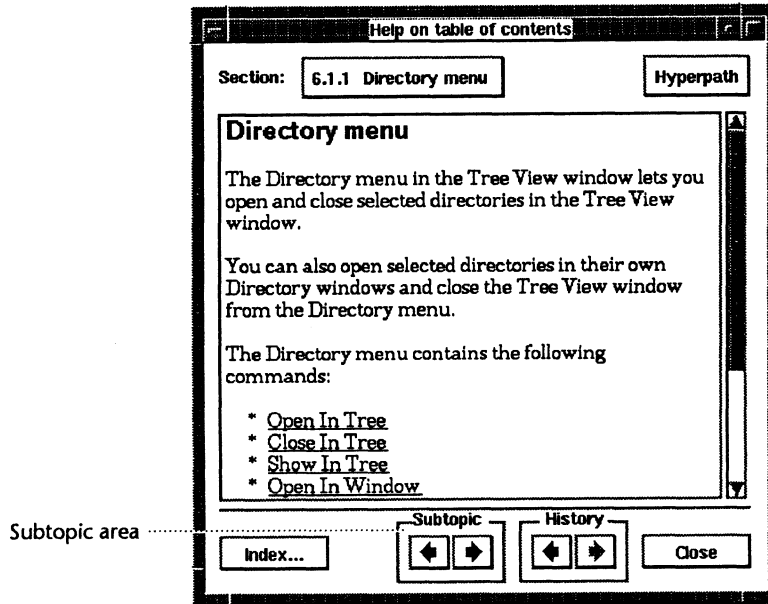 Help on table of contents
Section: 6.1.1 Directory menu Hyperpath
Directory menu
The Directory menu in the Tree View window lets you
open and close selected directories in the Tree View
window.
You can also open selected directories in their own
Directory windows and close the Tree View window
from the Directory menu.
The Directory menu contains the following
commands:
* Open In Tree
* Close In Tree
* Show In Tree
* Open In Window
Subtopic History
Subtopic area
Index... Close